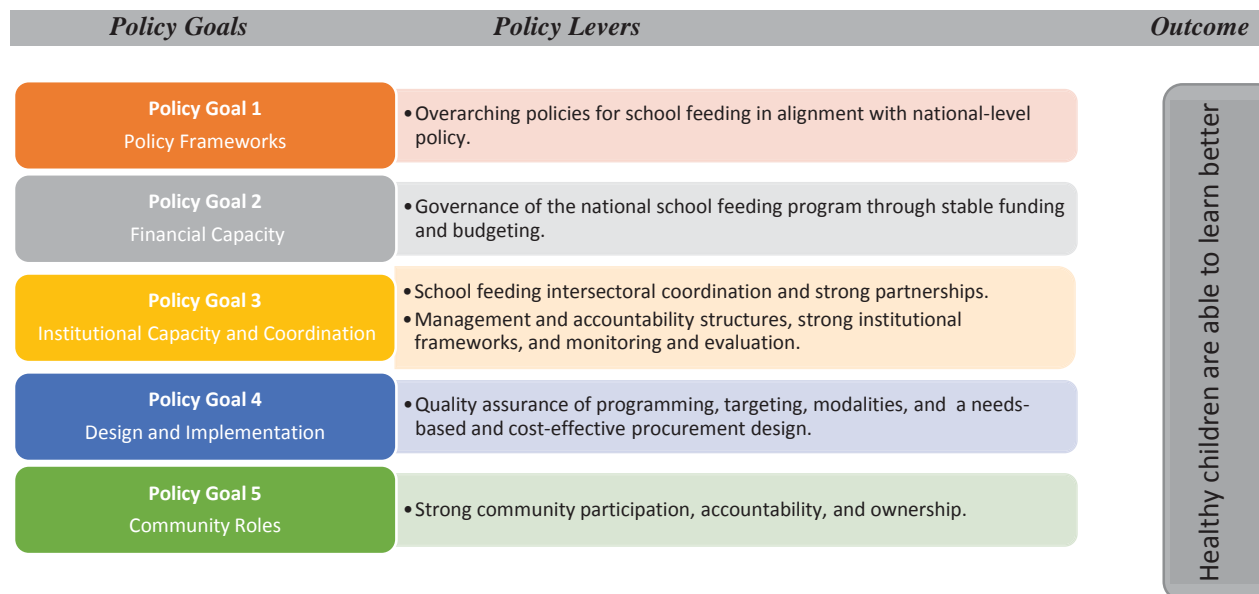 Policy Goals Policy Levers Outcome
Policy Goal 1
Policy Frameworks
•Overarching policies for school feeding in alignment with national-level
policy.
Policy Goal 2
Financial Capacity
•Governance of the national school feeding program through stable funding
and budgeting.
Policy Goal 3
Institutional Capacity and Coordination
•School feeding intersectoral coordination and strong partnerships.
•Management and accountability structures, strong institutional
frameworks, and monitoring and evaluation.
Policy Goal 4
Design and Implementation
•Quality assurance of programming, targeting, modalities, and a needs-
based and cost-effective procurement design.
Policy Goal 5
Community Roles
•Strong community participation, accountability, and ownership.
Healthy children are able to learn better